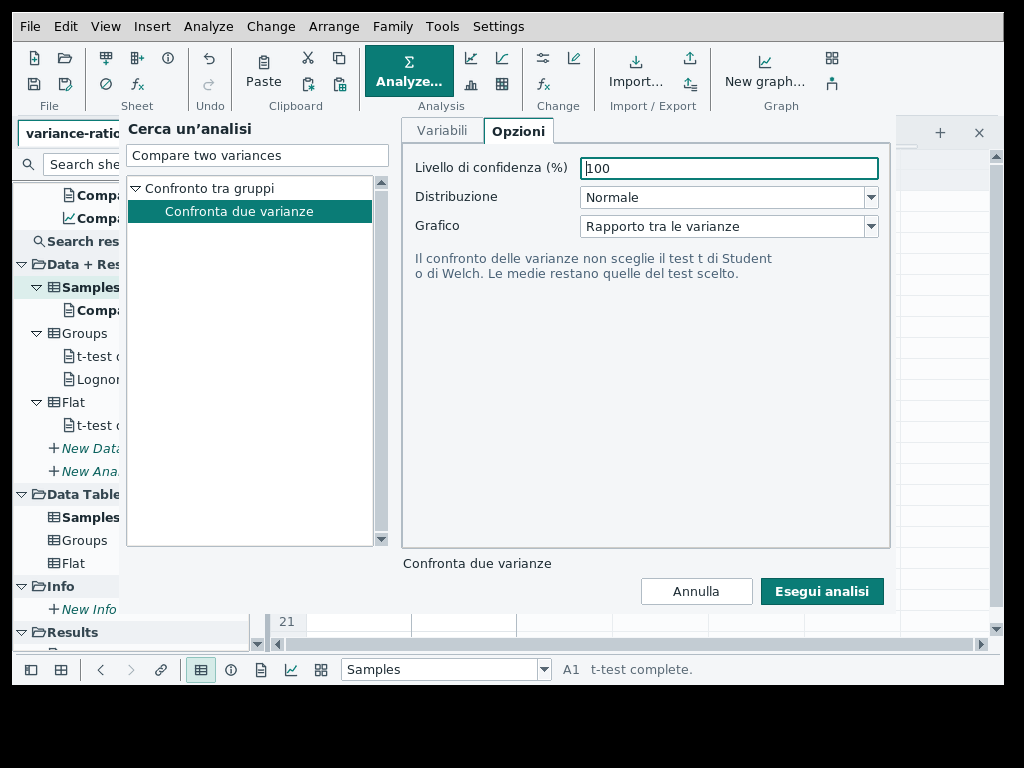 File Edit View Insert Analyze Change Arrange Family Tools Settings
Paste
Analyze...
Import...
New graph...
File Sheet Undo Clipboard Analysis Change Import / Export Graph
variance-ratio
Search she
Compa
Compa
Search res
Data + Res
Samples
Compa
Groups
t-test c
Lognor
Flat
t-test c
New Data
New Ana
Data Table
Samples
Groups
Flat
Info
New Info
Results
Cerca un’analisi
Compare two variances
Confronto tra gruppi
Confronta due varianze
Variabili Opzioni
Livello di confidenza (%) 100
Distribuzione Normale
Grafico Rapporto tra le varianze
Il confronto delle varianze non sceglie il test t di Student
o di Welch. Le medie restano quelle del test scelto.
Confronta due varianze
Annulla Esegui analisi
21
Samples A1 t-test complete.